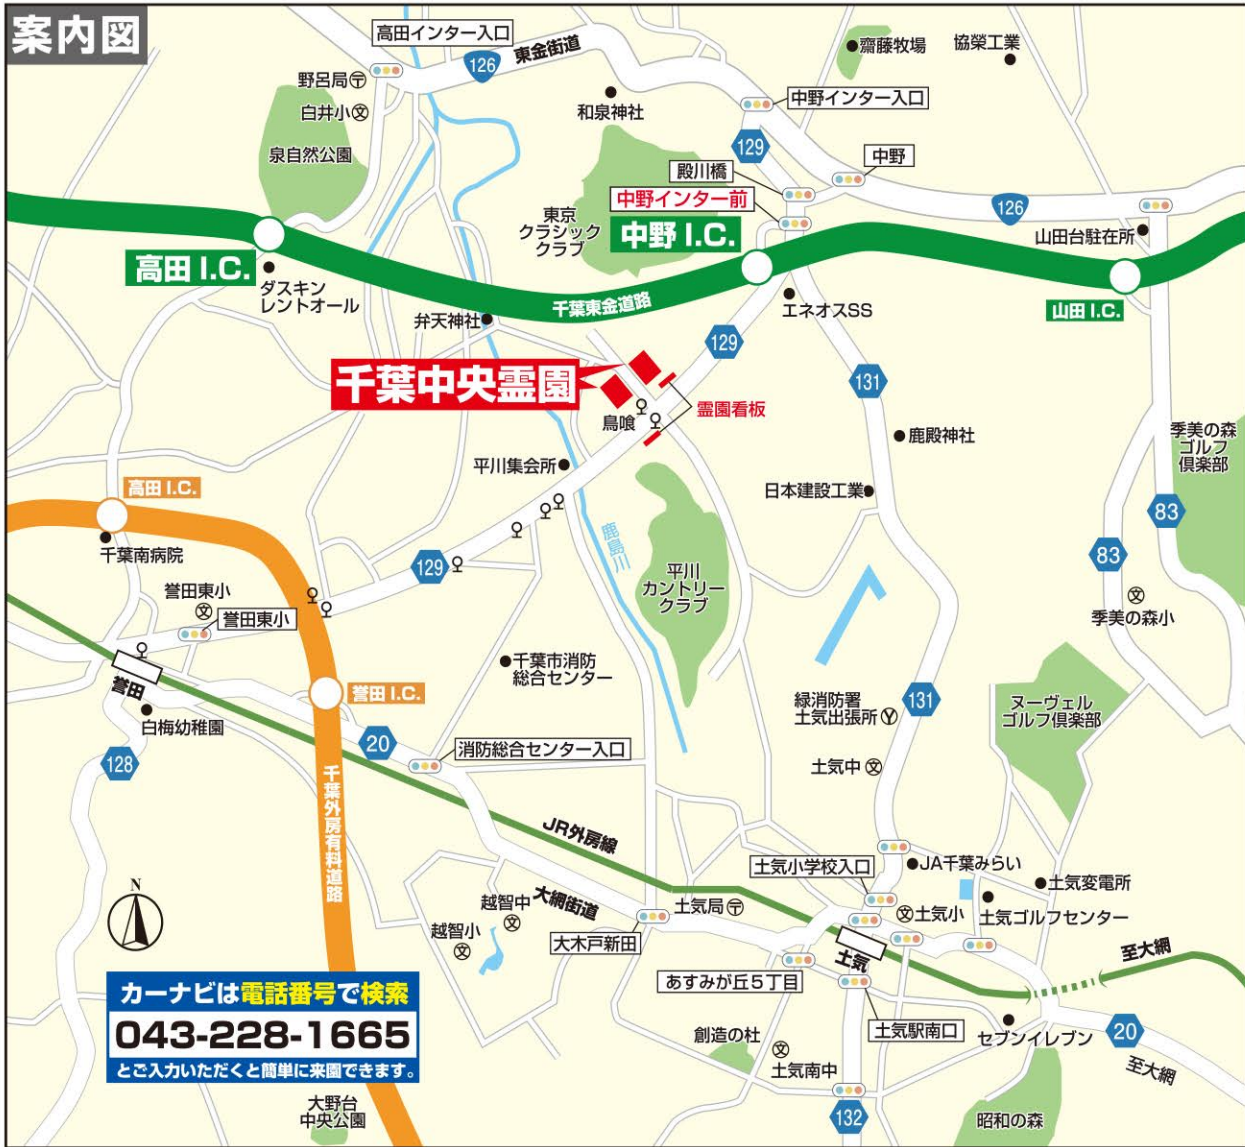 案内図
高田インター入口
東金街道
126
齋藤牧場
協榮工業
野呂局
白井小
文
和泉神社
中野インター入口
129
中野
泉自然公園
殿川橋
中野インター前
中野 I.C.
126
東京
クラシック
クラブ
山田台駐在所
高田 I.C.
ダスキン
レントオール
千葉東金道路
エネオスSS
山田 I.C.
弁天神社
129
千葉中央霊園
131
鳥喰
霊園看板
鹿殿神社
季美の森
ゴルフ
倶楽部
平川集会所
日本建設工業
高田 I.C.
83
鹿島川
千葉南病院
129
83
平川
カントリー
クラブ
誉田東小
文
誉田東小
文
季美の森小
千葉市消防
総合センター
誉田
誉田 I.C.
白梅幼稚園
緑消防署
土気出張所
131
ヌーヴェル
ゴルフ倶楽部
20
消防総合センター入口
128
土気中
文
千葉外房有料道路
JR外房線
土気小学校入口
JA千葉みらい
土気変電所
N
大網街道
越智中
文
土気局
文
土気小
土気ゴルフセンター
越智小
文
大木戸新田
土気
至大網
カーナビは電話番号で検索
043-228-1665
とご入力いただくと簡単に来園できます。
あすみが丘5丁目
土気駅南口
創造の杜
文
土気南中
セブンイレブン
20
至大網
大野台
中央公園
132
昭和の森